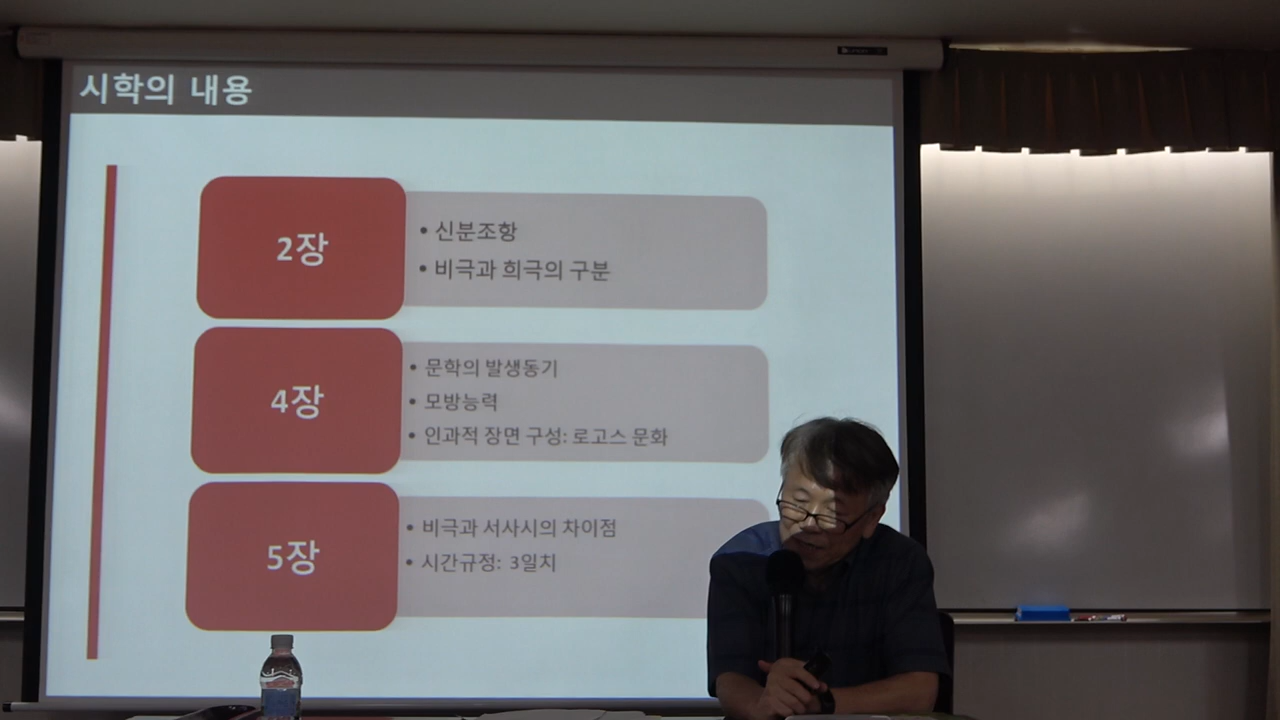 시학의 내용
2장
• 신분조항
• 비극과 희극의 구분
4장
• 문학의 발생동기
• 모방능력
• 인과적 장면 구성: 로고스 문화
5장
• 비극과 서사시의 차이점
• 시간규정: 3일치